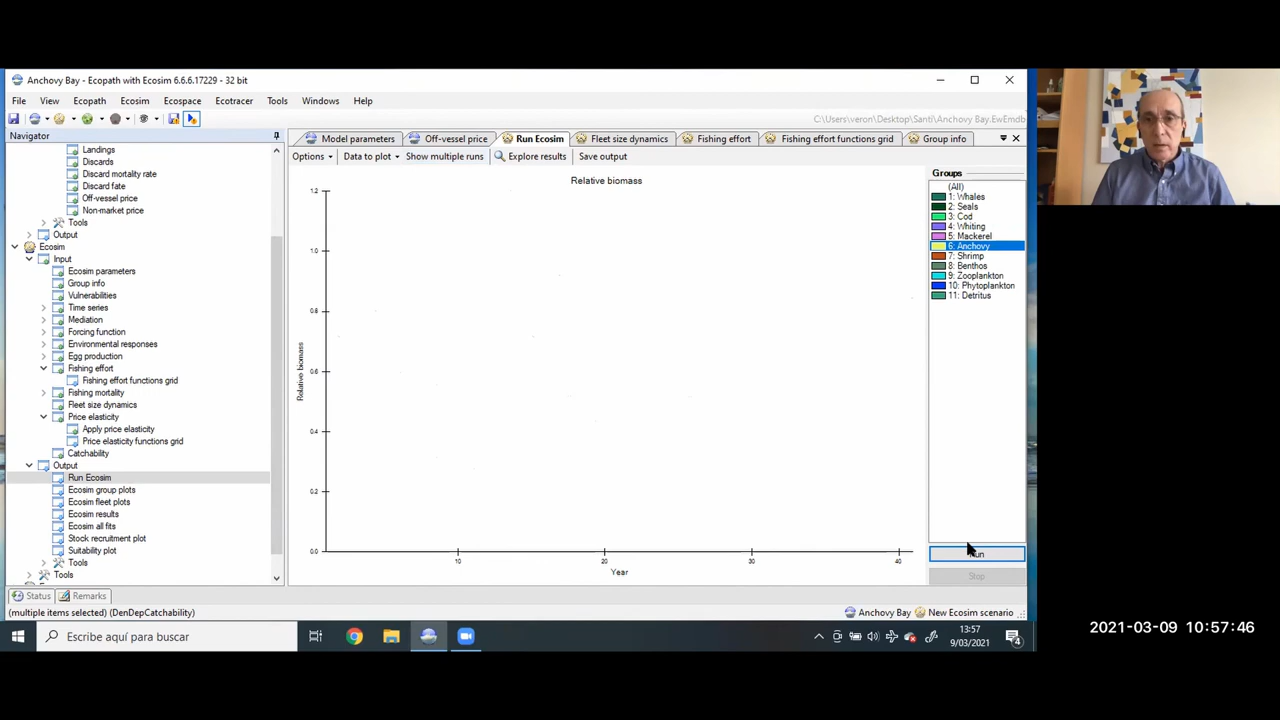 Anchovy Bay - Ecopath with Ecosim 6.6.6.17229 - 32 bit
File View Ecopath Ecosim Ecospace Ecotracer Tools Windows Help
C:\Users\veron\Desktop\Santi\Anchovy Bay.EwEmdb
Navigator
Landings
Discards
Discard mortality rate
Discard fate
Off-vessel price
Non-market price
Tools
Output
Ecosim
Input
Ecosim parameters
Group info
Vulnerabilities
Time series
Mediation
Forcing function
Environmental responses
Egg production
Fishing effort
Fishing effort functions grid
Fishing mortality
Fleet size dynamics
Price elasticity
Apply price elasticity
Price elasticity functions grid
Catchability
Output
Run Ecosim
Ecosim group plots
Ecosim fleet plots
Ecosim results
Ecosim all fits
Stock recruitment plot
Suitability plot
Tools
Tools
Model parameters Off-vessel price Run Ecosim Fleet size dynamics Fishing effort Fishing effort functions grid Group info
Options Data to plot Show multiple runs Explore results Save output
Relative biomass
1.2
1.0
0.8
0.6
0.4
0.2
0.0
Relative biomass
10 20 30 40
Year
Groups
(All)
1: Whales
2: Seals
3: Cod
4: Whiting
5: Mackerel
6: Anchovy
7: Shrimp
8: Benthos
9: Zooplankton
10: Phytoplankton
11: Detritus
Run
Stop
Status Remarks
(multiple items selected) (DenDepCatchability)
Anchovy Bay New Ecosim scenario
Escribe aquí para buscar
13:57
9/03/2021
4
2021-03-09 10:57:46